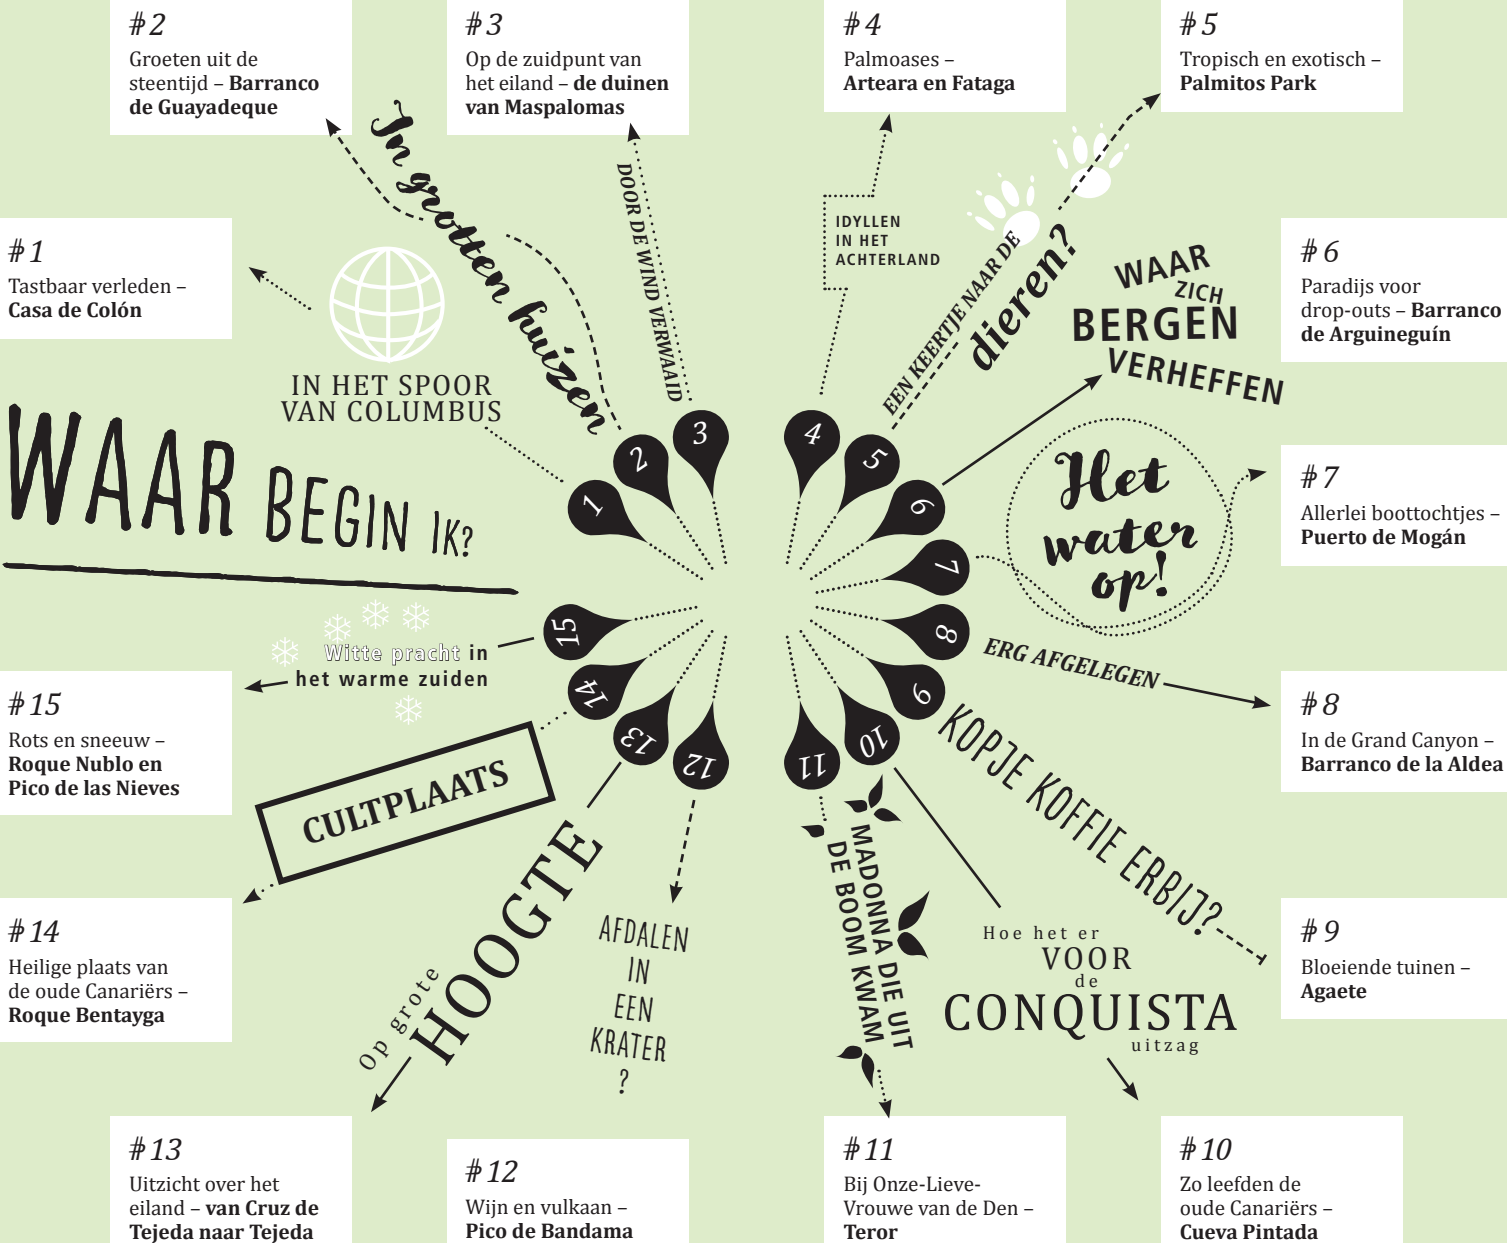 #2
Groeten uit de
steentijd – Barranco
de Guayadeque
#3
Op de zuidpunt van
het eiland – de duinen
van Maspalomas
#4
Palmoases –
Arteara en Fataga
#5
Tropisch en exotisch –
Palmitos Park
#1
Tastbaar verleden –
Casa de Colón
IN HET SPOOR
VAN COLUMBUS
In grotten huizen
DOOR DE WIND VERWAAID
IDYLLEN
IN HET
ACHTERLAND
EEN KEERTJE NAAR DE
dieren?
WAAR
ZICH
BERGEN
VERHEFFEN
#6
Paradijs voor
drop-outs – Barranco
de Arguineguín
WAAR BEGIN IK?
1
2
3
4
5
6
7
8
9
10
11
12
13
14
15
Het
water
op!
#7
Allerlei boottochtjes –
Puerto de Mogán
Witte pracht in
het warme zuiden
ERG AFGELEGEN
#15
Rots en sneeuw –
Roque Nublo en
Pico de las Nieves
#8
In de Grand Canyon –
Barranco de la Aldea
CULTPLAATS
KOPJE KOFFIE ERBIJ?
#14
Heilige plaats van
de oude Canariërs –
Roque Bentayga
Op grote
HOOGTE
AFDALEN
IN
EEN
KRATER
?
MADONNA DIE UIT
DE BOOM KWAM
Hoe het er
VOOR
de
CONQUISTA
uitzag
#9
Bloeiende tuinen –
Agaete
#13
Uitzicht over het
eiland – van Cruz de
Tejeda naar Tejeda
#12
Wijn en vulkaan –
Pico de Bandama
#11
Bij Onze-Lieve-
Vrouwe van de Den –
Teror
#10
Zo leefden de
oude Canariërs –
Cueva Pintada